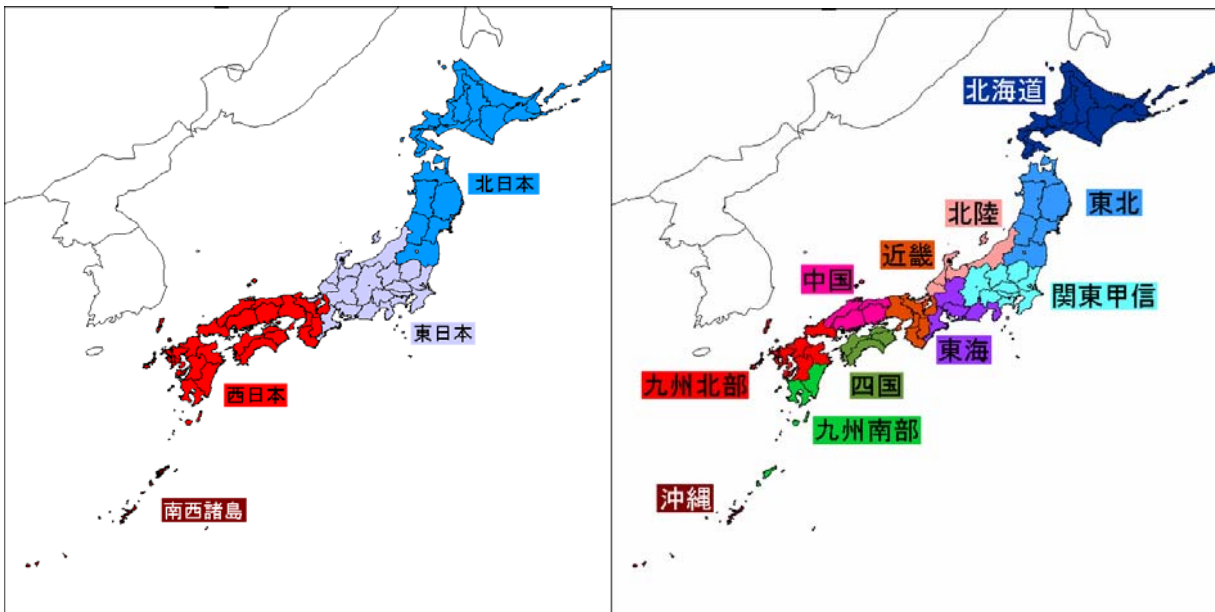 北日本
東日本
西日本
南西諸島
北海道
東北
北陸
近畿
中国
関東甲信
東海
九州北部
四国
九州南部
沖縄